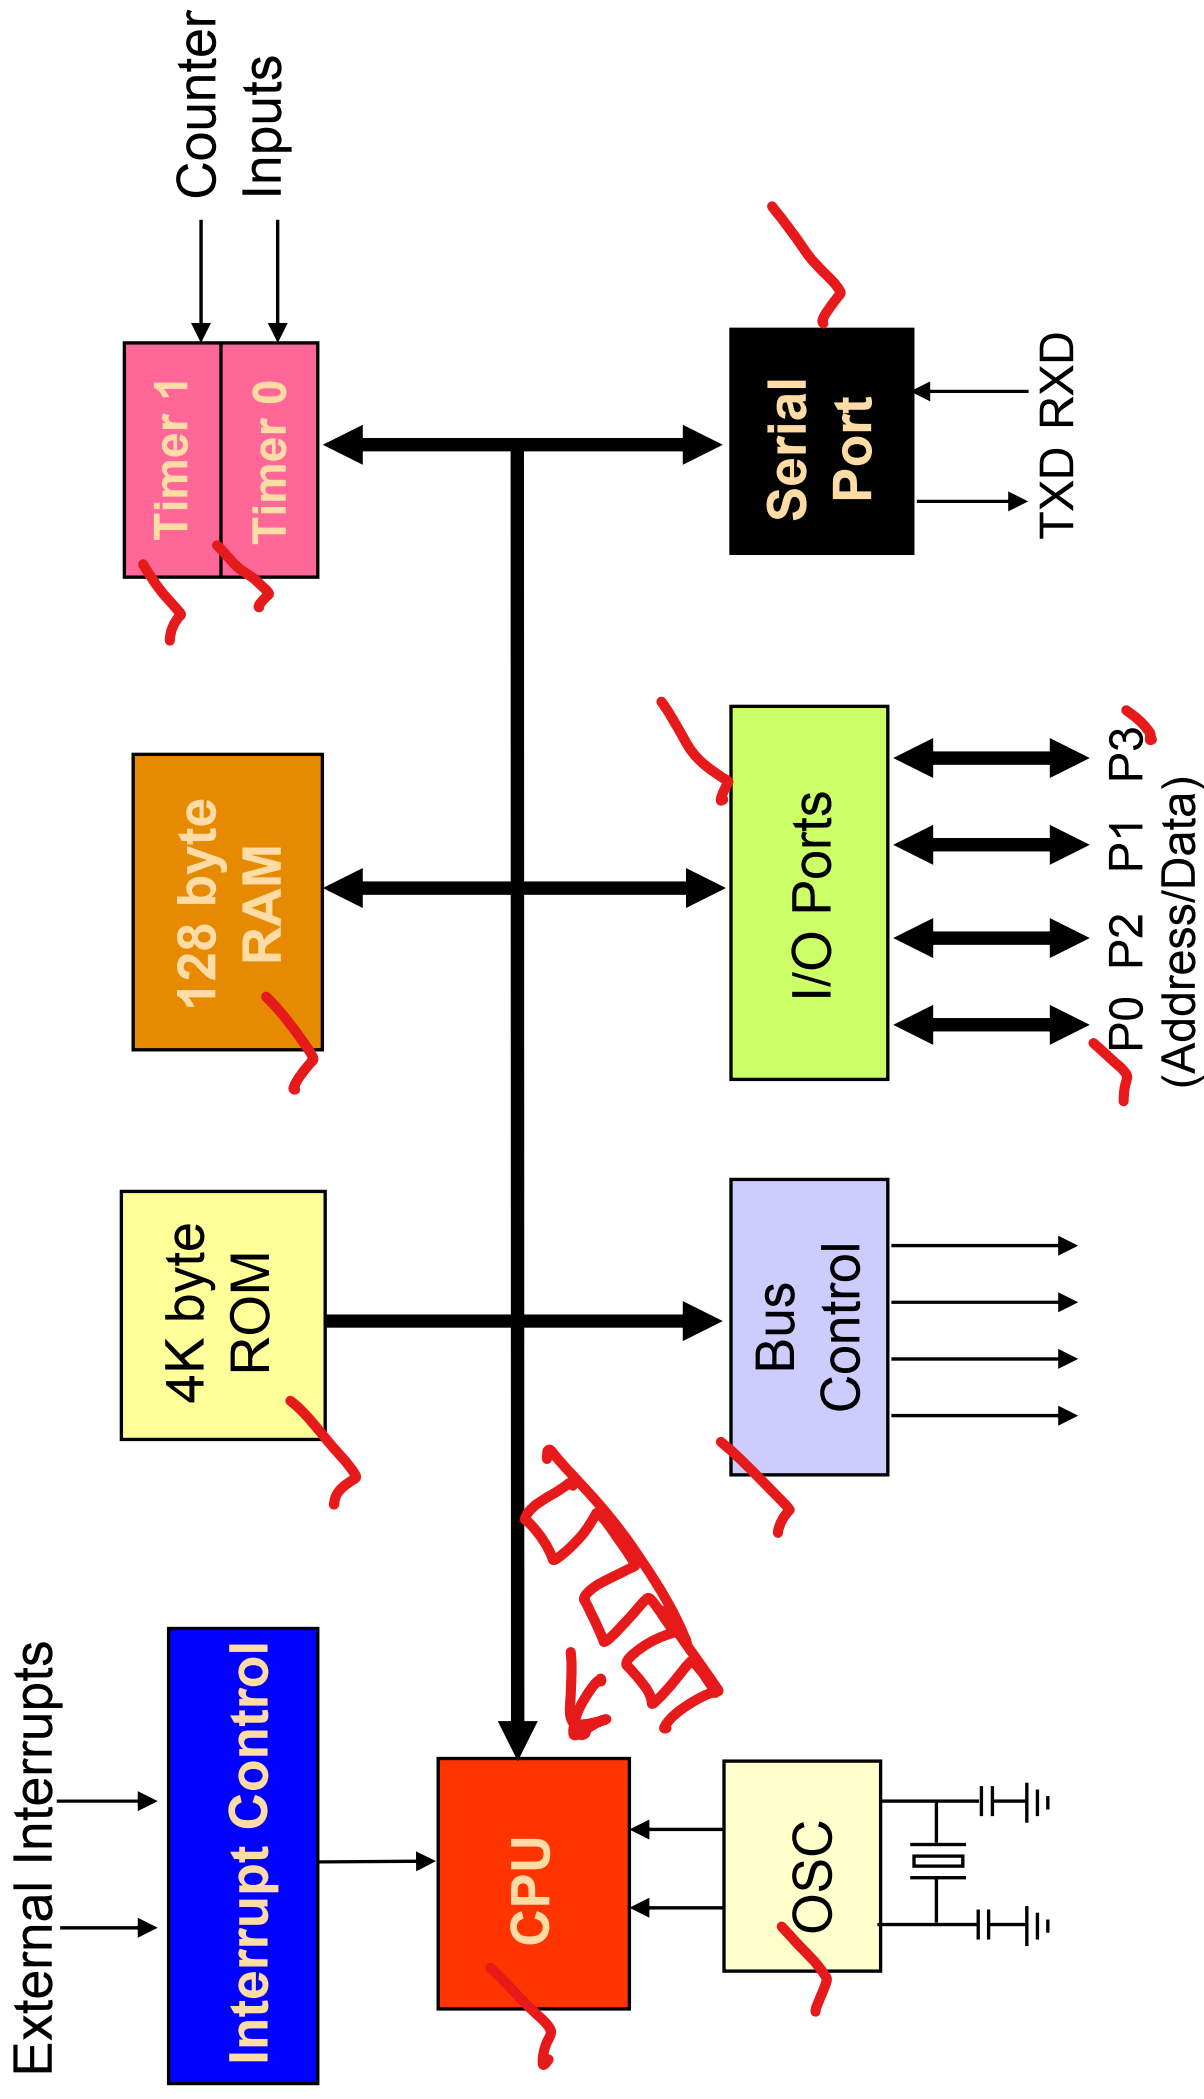 External Interrupts
Interrupt Control
4K byte
ROM
128 byte
RAM
Timer 1
Timer 0
Counter
Inputs
CPU
OSC
Bus
Control
I/O Ports
Serial
Port
P0 P2 P1 P3
(Address/Data)
TXD RXD